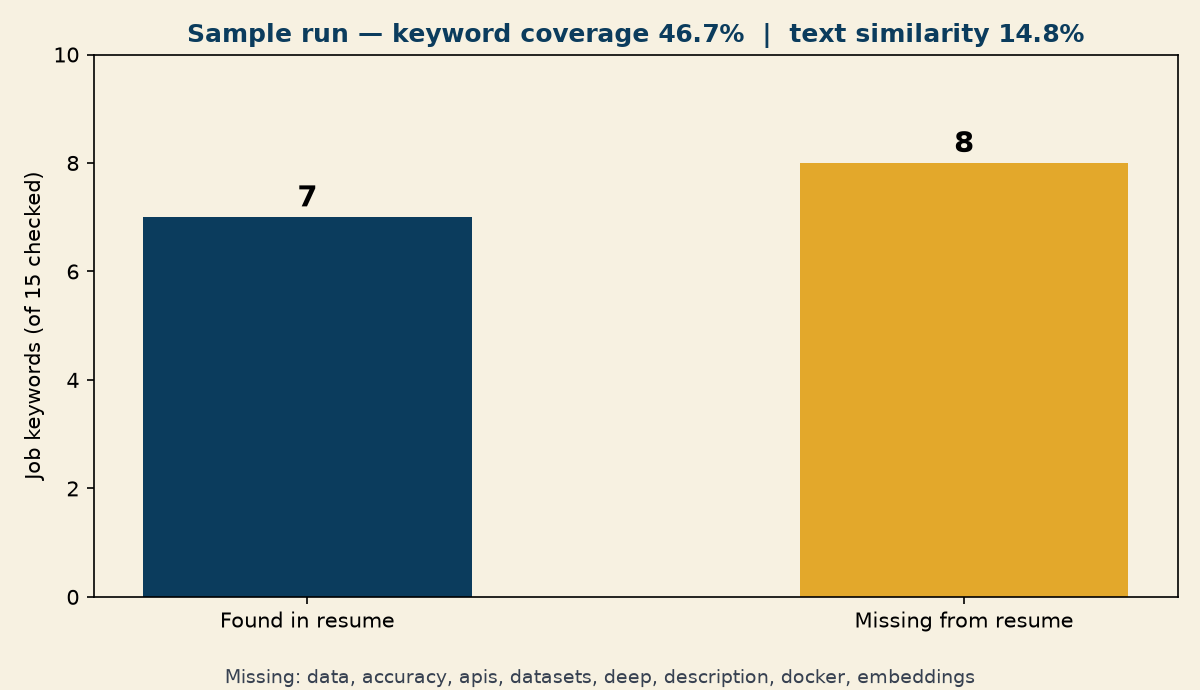 Sample run — keyword coverage 46.7%  |  text similarity 14.8%
Job keywords (of 15 checked)
10
8
6
4
2
0
7
8
Found in resume
Missing from resume
Missing: data, accuracy, apis, datasets, deep, description, docker, embeddings